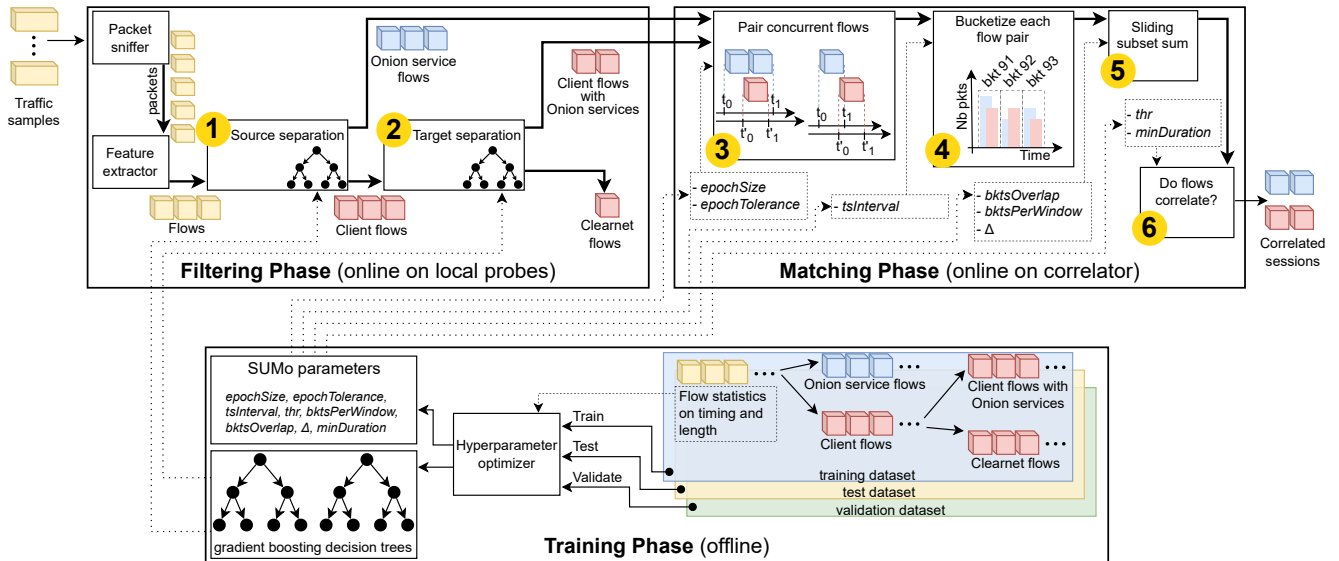 Traffic
samples
Packet
sniffer
packets
Feature
extractor
Flows
1
Source separation
Client flows
2
Target separation
Onion service
flows
Client flows
with
Onion services
Clearnet
flows
Filtering Phase (online on local probes)
Pair concurrent flows
t0
t1
t'0
t'1
t0
t1
t'0
t'1
3
Bucketize each
flow pair
bkt 91
bkt 92
bkt 93
Nb pkts
Time
4
Sliding
subset sum
5
- epochSize
- epochTolerance
- tsInterval
- bktsOverlap
- bktsPerWindow
- Δ
- thr
- minDuration
Do flows
correlate?
6
Correlated
sessions
Matching Phase (online on correlator)
SUMo parameters
epochSize, epochTolerance,
tsInterval, thr, bktsPerWindow,
bktsOverlap, Δ, minDuration
gradient boosting decision trees
Hyperparameter
optimizer
Train
Test
Validate
Flow statistics
on timing and
length
Onion service flows
Client flows
Client flows with
Onion services
Clearnet flows
training dataset
test dataset
validation dataset
Training Phase (offline)